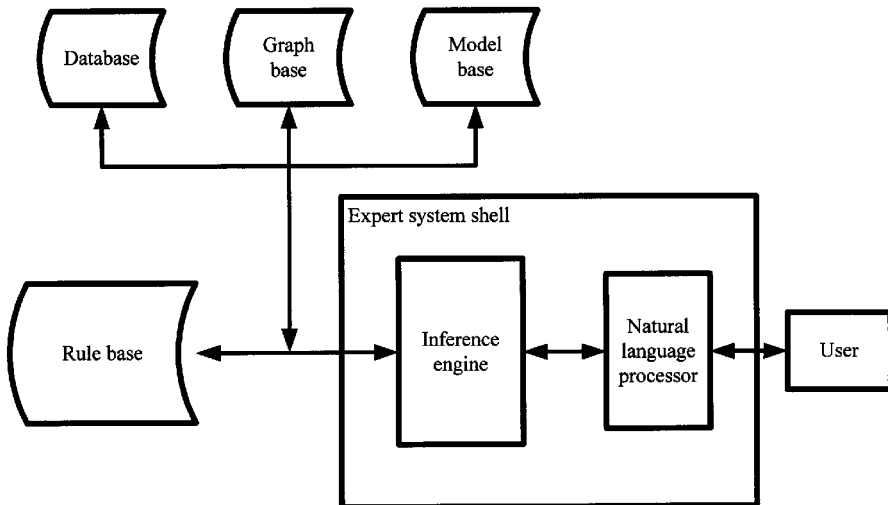 Database
Graph
base
Model
base
Expert system shell
Rule base
Inference
engine
Natural
language
processor
User